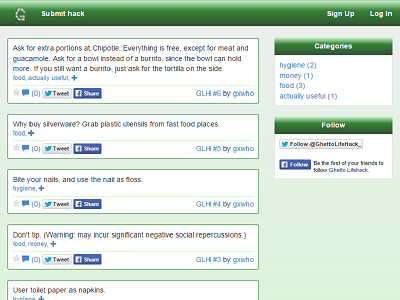 G Submit hack Sign Up Log In
Ask for extra portions at Chipotle. Everything is free, except for meat and
guacamole. Ask for a bowl instead of a burrito, since the bowl can hold
more. If you still want a burrito, just ask for the tortilla on the side.
food, actually useful,
(0) Tweet Share GLH #6 by gxwho
Why buy silverware? Grab plastic utensils from fast food places.
food,
(0) Tweet Share GLH #5 by gxwho
Bite your nails, and use the nail as floss.
hygiene,
(0) Tweet Share GLH #4 by gxwho
Don't tip. (Warning: may incur significant negative social repercussions.)
food, money,
(0) Tweet Share GLH #3 by gxwho
User toilet paper as napkins.
hygiene,
Categories
hygiene (2)
money (1)
food (3)
actually useful (1)
Follow
Follow @GhettoLifeHack_
Follow Be the first of your friends to
follow Ghetto Lifehack.